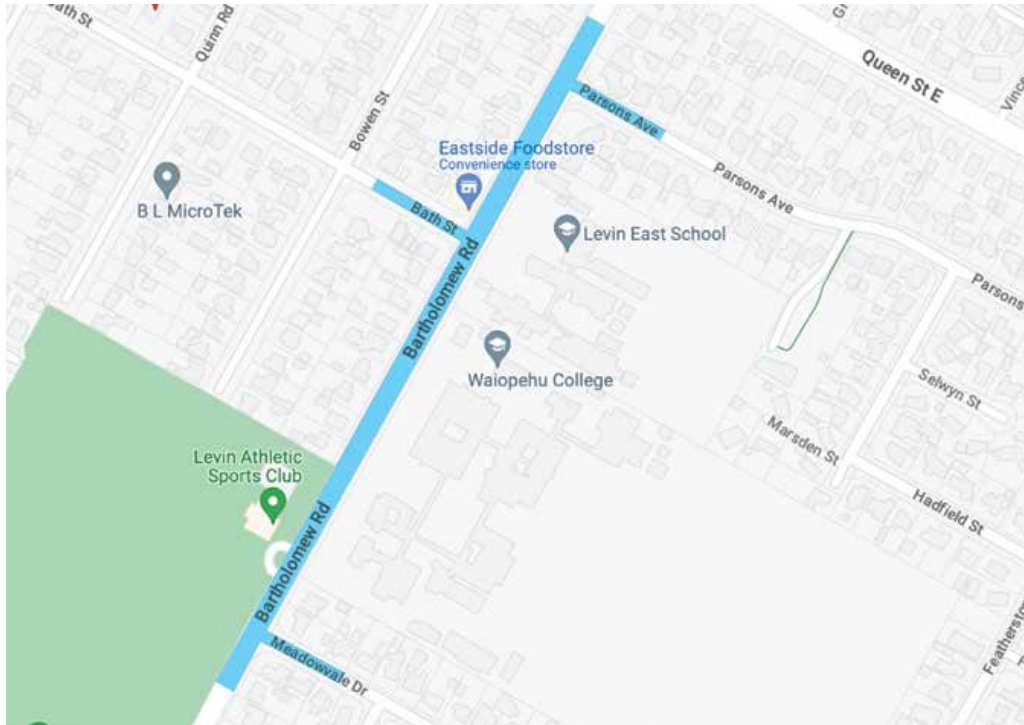 Bath St
Quinn Rd
Bowen St
Queen St E
Parsons Ave
Parsons Ave
Parsons
Eastside Foodstore
Convenience store
B L MicroTek
Bath St
Levin East School
Bartholomew Rd
Waiopehu College
Selwyn St
Marsden St
Hadfield St
Levin Athletic
Sports Club
Bartholomew Rd
Meadowvale Dr